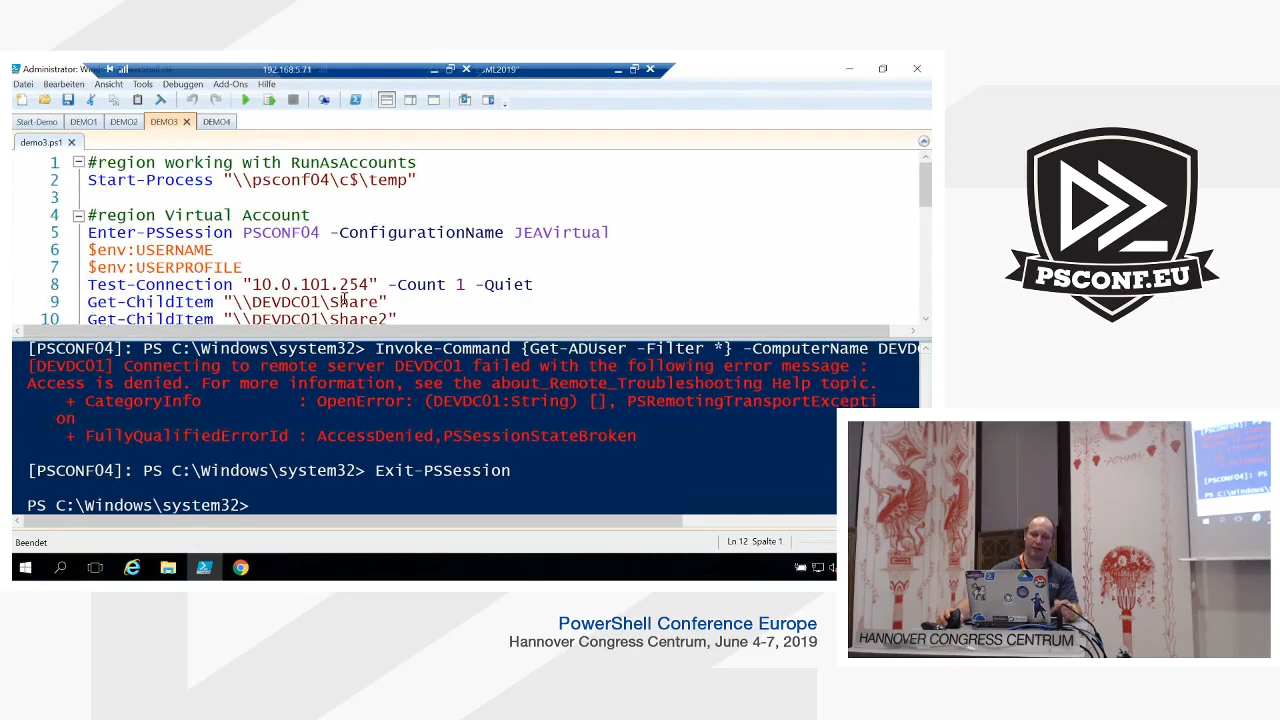 Administrator: Win
192.168.5.71
ML2019"
Datei Bearbeiten Ansicht Tools Debuggen Add-Ons Hilfe
Start-Demo DEMO1 DEMO2 DEMO3 DEMO4
demo3.ps1
1 #region working with RunAsAccounts
2 Start-Process "\\psconf04\c$\temp"
3
4 #region Virtual Account
5 Enter-PSSession PSCONF04 -ConfigurationName JEAVirtual
6 $env:USERNAME
7 $env:USERPROFILE
8 Test-Connection "10.0.101.254" -Count 1 -Quiet
9 Get-ChildItem "\\DEVDC01\Share"
10 Get-ChildItem "\\DEVDC01\Share2"
[PSCONF04]: PS C:\Windows\system32> Invoke-Command {Get-ADUser -Filter *} -ComputerName DEVDC
[DEVDC01] Connecting to remote server DEVDC01 failed with the following error message :
Access is denied. For more information, see the about_Remote_Troubleshooting Help topic.
+ CategoryInfo : OpenError: (DEVDC01:String) [], PSRemotingTransportExcepti
on
+ FullyQualifiedErrorId : AccessDenied,PSSessionStateBroken
[PSCONF04]: PS C:\Windows\system32> Exit-PSSession
PS C:\Windows\system32>
Beendet
Ln 12 Spalte 1
PSCONF.EU
HANNOVER CONGRESS CENTRUM
PowerShell Conference Europe
Hannover Congress Centrum, June 4-7, 2019